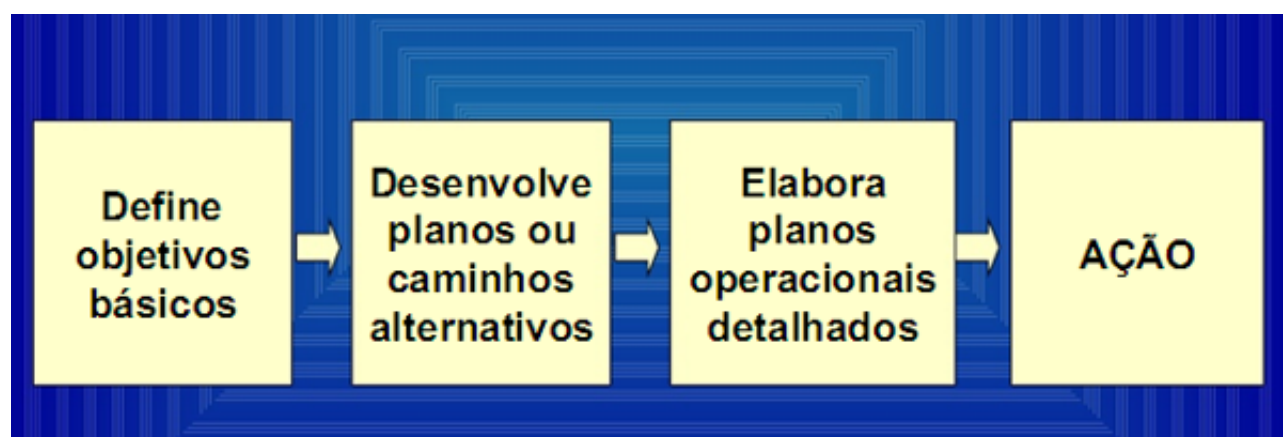 Define
objetivos
básicos
Desenvolve
planos ou
caminhos
alternativos
Elabora
planos
operacionais
detalhados
AÇÃO